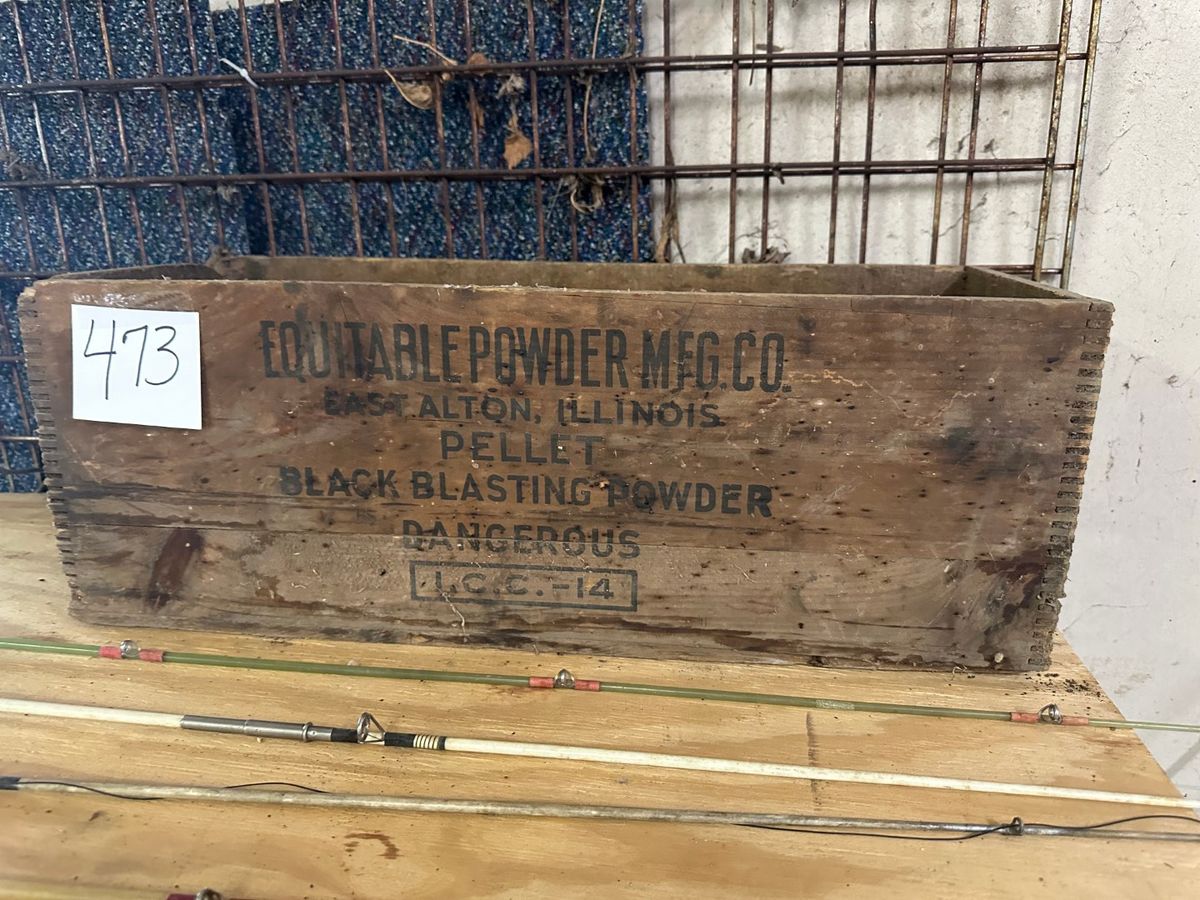 473
EQUITABLE POWDER MFG. CO.
EAST ALTON, ILLINOIS.
PELLET
BLACK BLASTING POWDER
DANGEROUS
I.C.C.-14